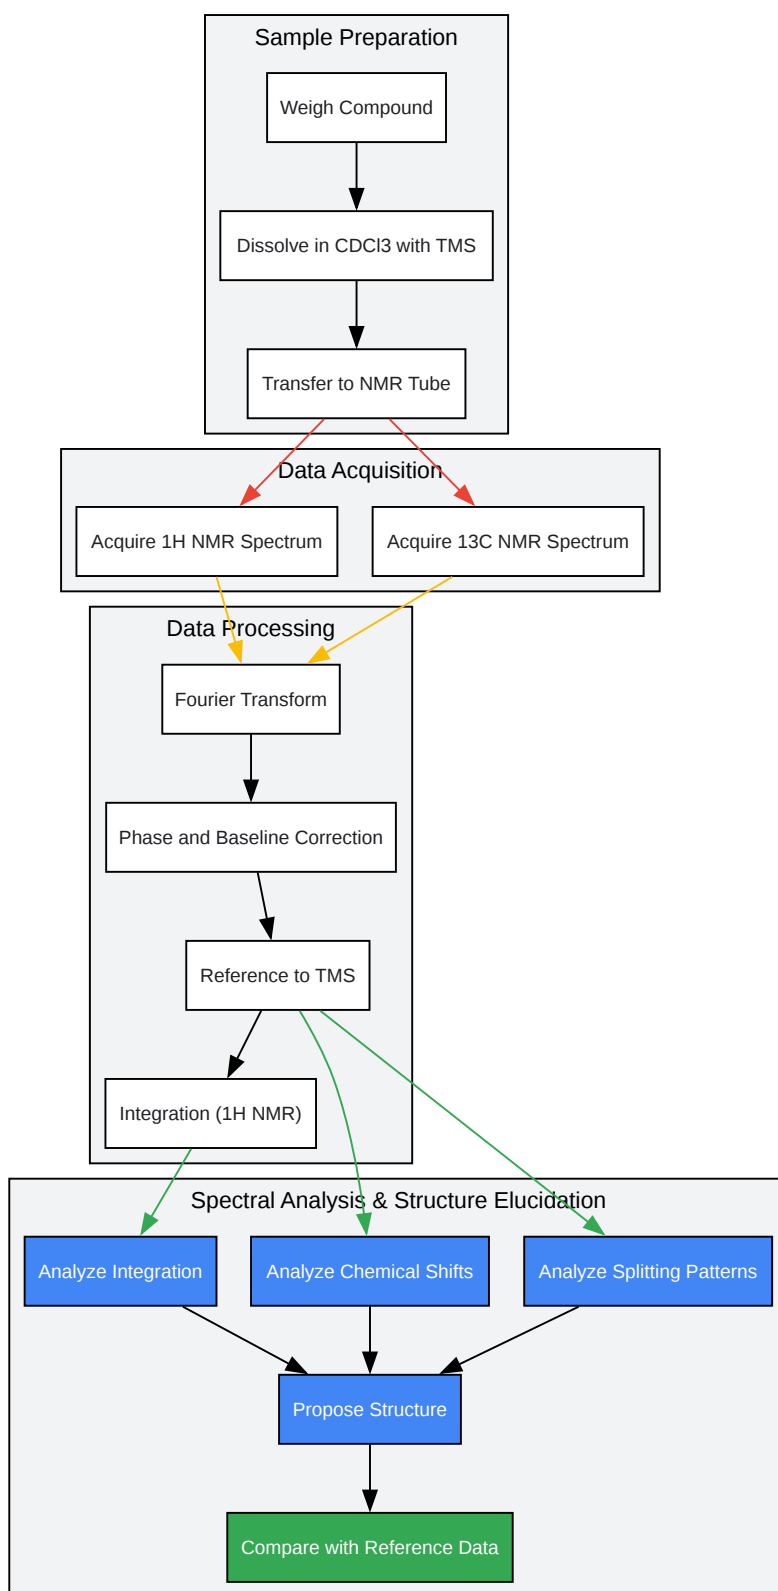 Sample Preparation
Weigh Compound
Dissolve in CDCl3 with TMS
Transfer to NMR Tube
Data Acquisition
Acquire 1H NMR Spectrum
Acquire 13C NMR Spectrum
Data Processing
Fourier Transform
Phase and Baseline Correction
Reference to TMS
Integration (1H NMR)
Spectral Analysis & Structure Elucidation
Analyze Integration
Analyze Chemical Shifts
Analyze Splitting Patterns
Propose Structure
Compare with Reference Data